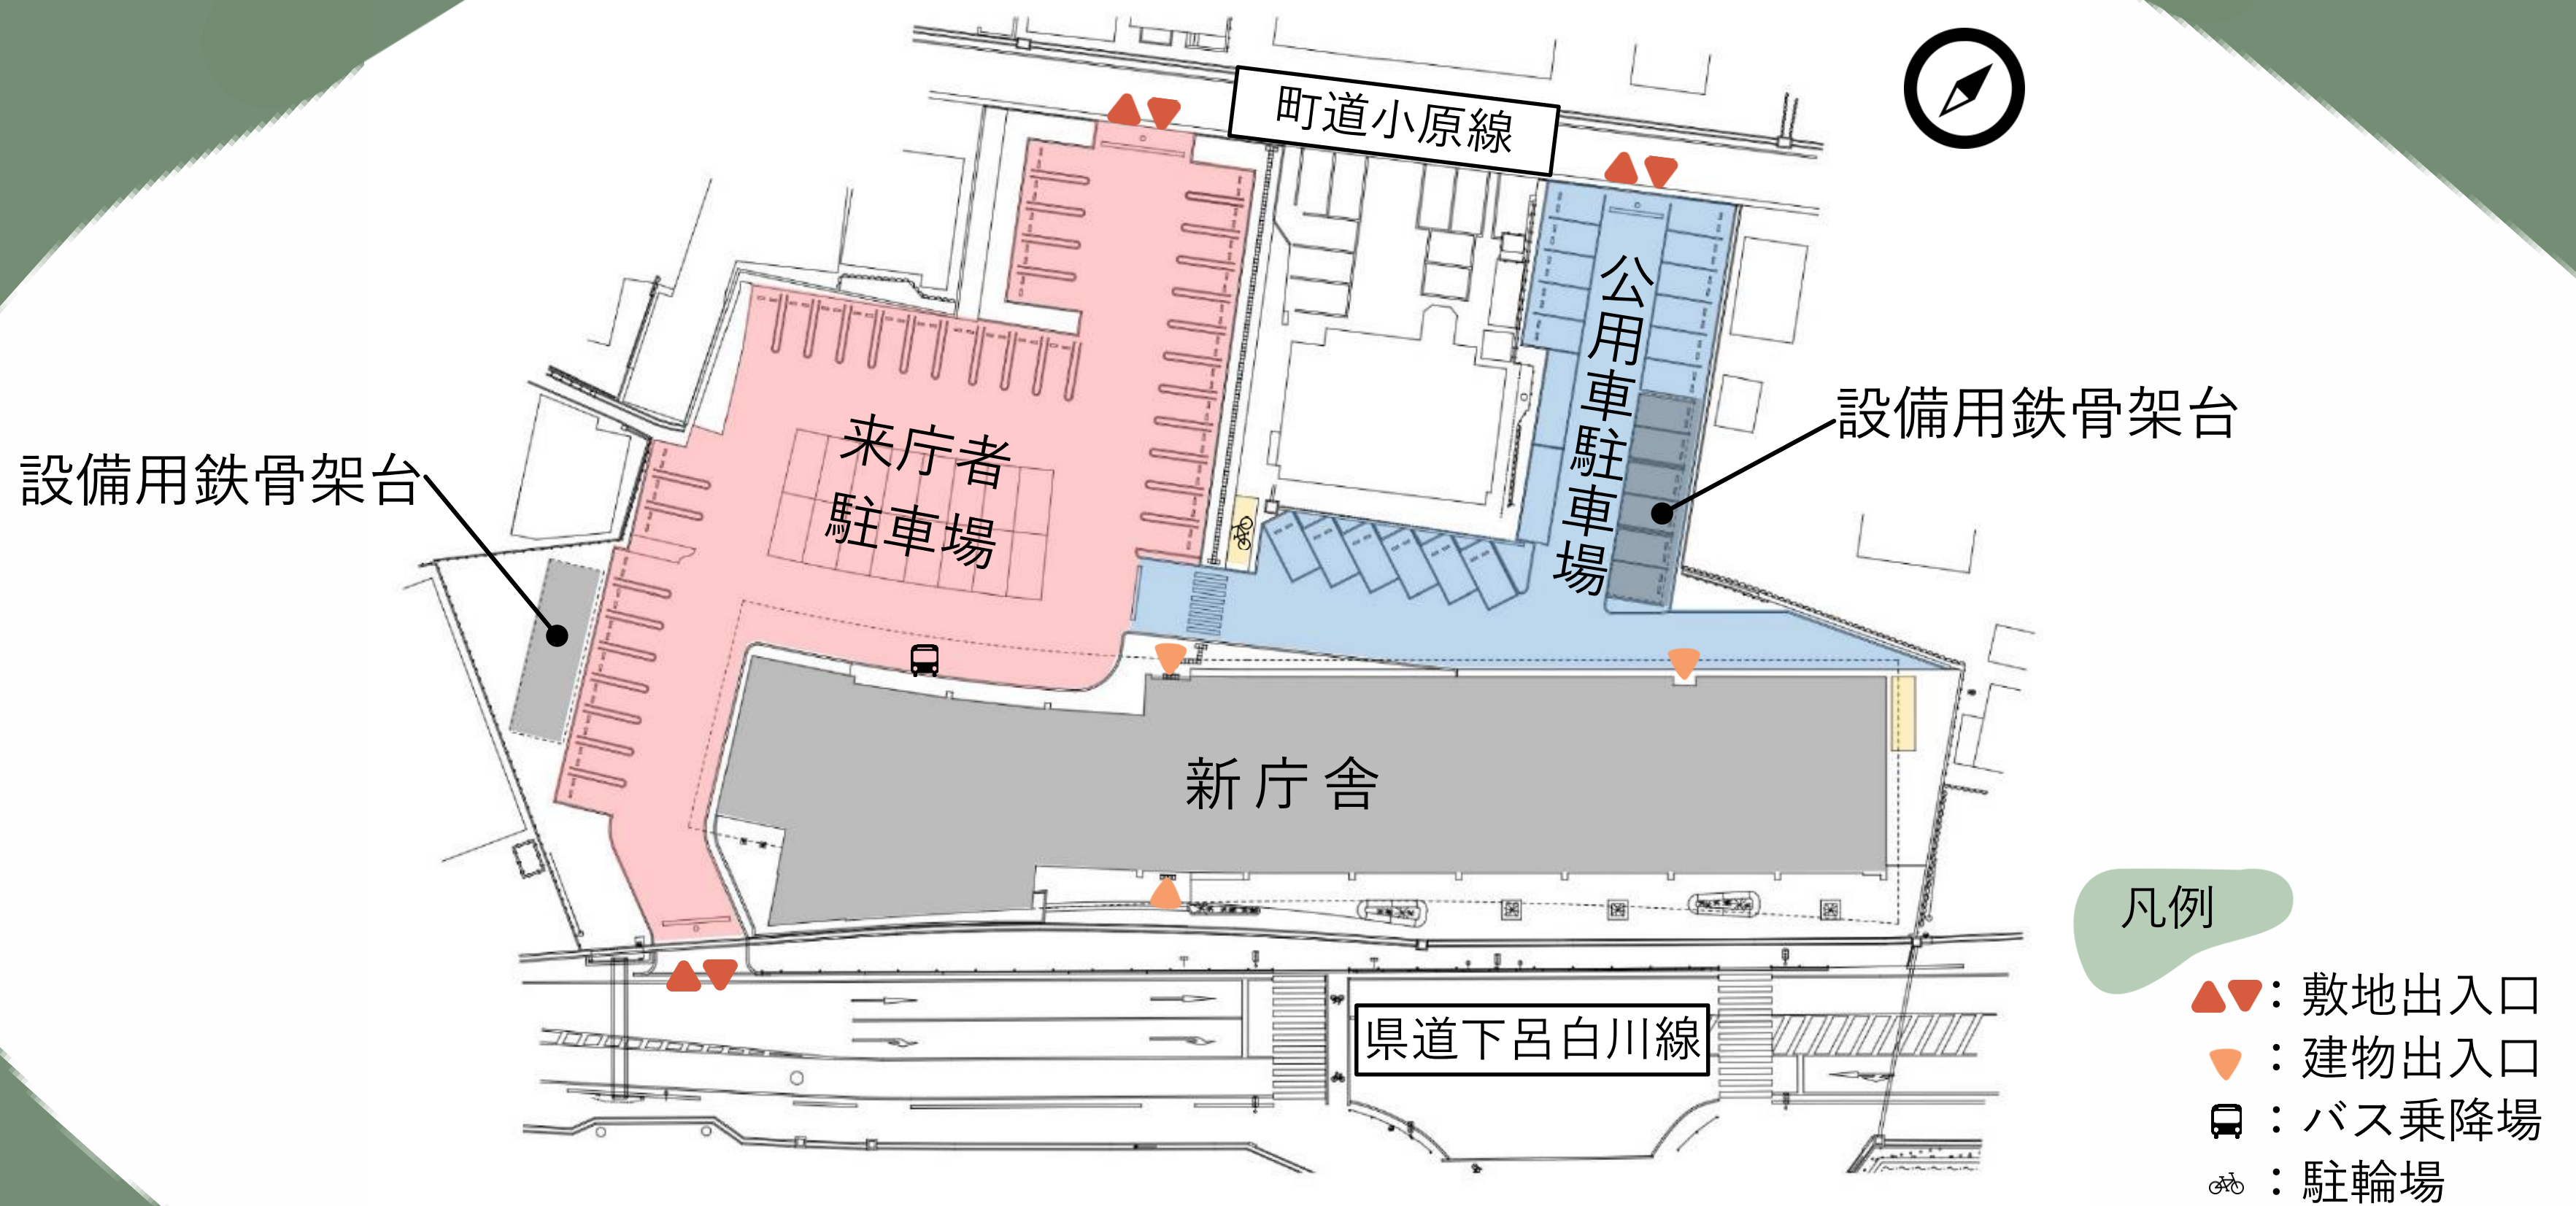 町道小原線
公用車駐車場
設備用鉄骨架台
来庁者
駐車場
設備用鉄骨架台
新庁舎
県道下呂白川線
凡例
：敷地出入口
：建物出入口
：バス乗降場
：駐輪場